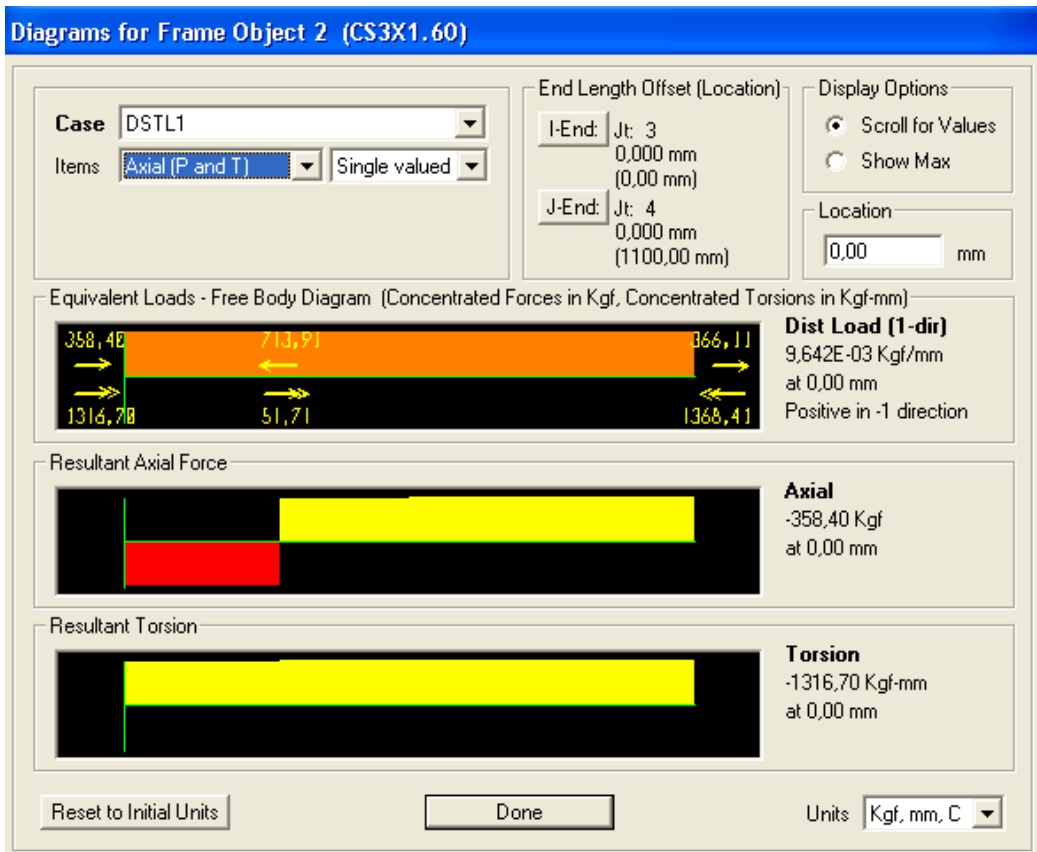 Diagrams for Frame Object 2 (CS3X1.60)
Case DSTL1
Items Axial (P and T) Single valued
End Length Offset (Location)
I-End: Jt: 3
0,000 mm
(0,00 mm)
J-End: Jt: 4
0,000 mm
(1100,00 mm)
Display Options
Scroll for Values
Show Max
Location
0,00 mm
Equivalent Loads - Free Body Diagram (Concentrated Forces in Kgf, Concentrated Torsions in Kgf-mm)
358,40 713,91 366,11
1316,70 51,71 1368,41
Dist Load (1-dir)
9,642E-03 Kgf/mm
at 0,00 mm
Positive in -1 direction
Resultant Axial Force
Axial
-358,40 Kgf
at 0,00 mm
Resultant Torsion
Torsion
-1316,70 Kgf-mm
at 0,00 mm
Reset to Initial Units Done Units Kgf, mm, C